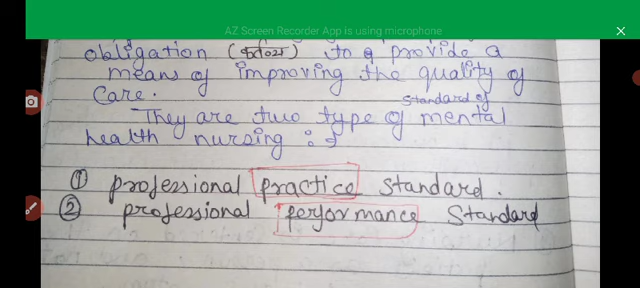 AZ Screen Recorder App is using microphone
obligation (कर्तव्य) to provide a
means of improving the quality of
Care.
standard of
They are two type of mental
health nursing :-
① professional practice Standard.
② professional performance Standard